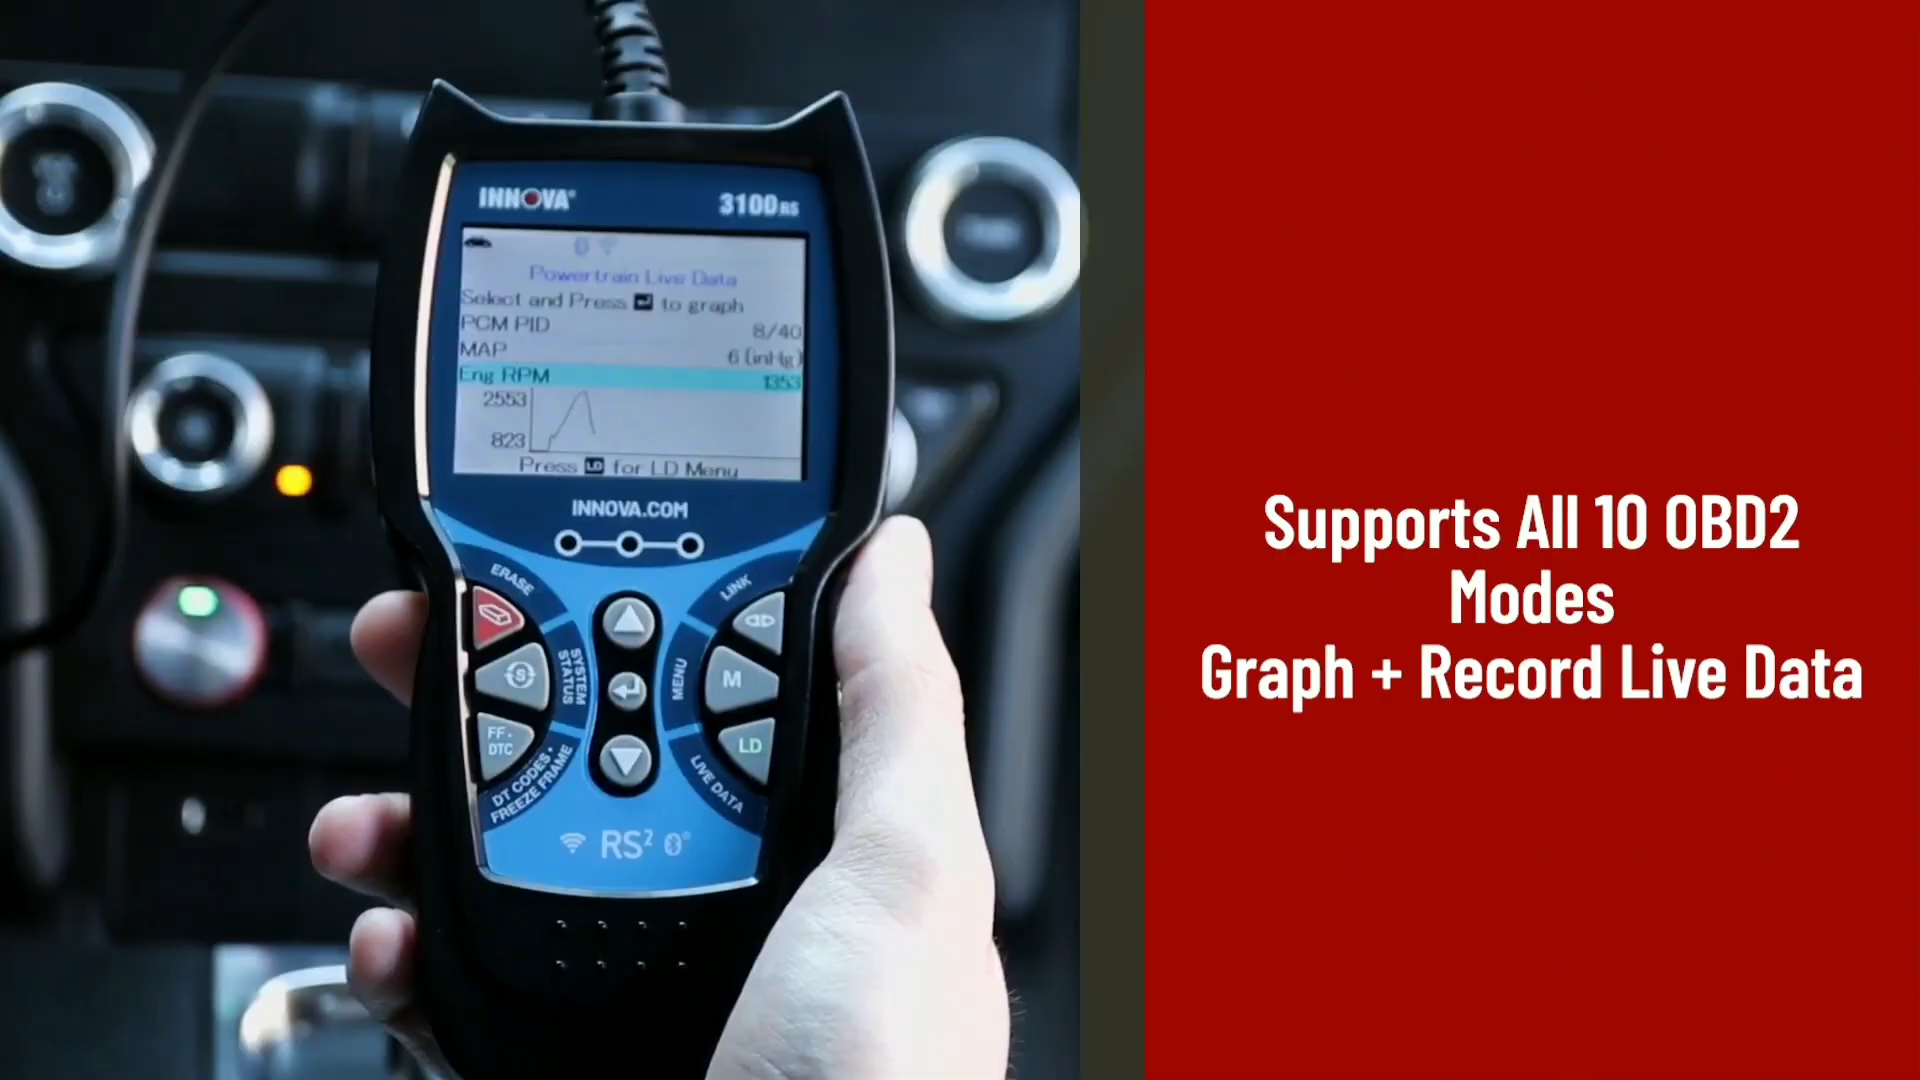 INNOVA®
3100RS
Powertrain Live Data
Select and Press to graph
PCM PID 8/40
MAP 6 (inHg)
Eng RPM 1353
2553
823
Press LD for LD Menu
INNOVA.COM
ERASE
LINK
S
SYSTEM STATUS
MENU
M
FF • DTC
DT CODES • FREEZE FRAME
LD
LIVE DATA
RS²
Supports All 10 OBD2
Modes
Graph + Record Live Data